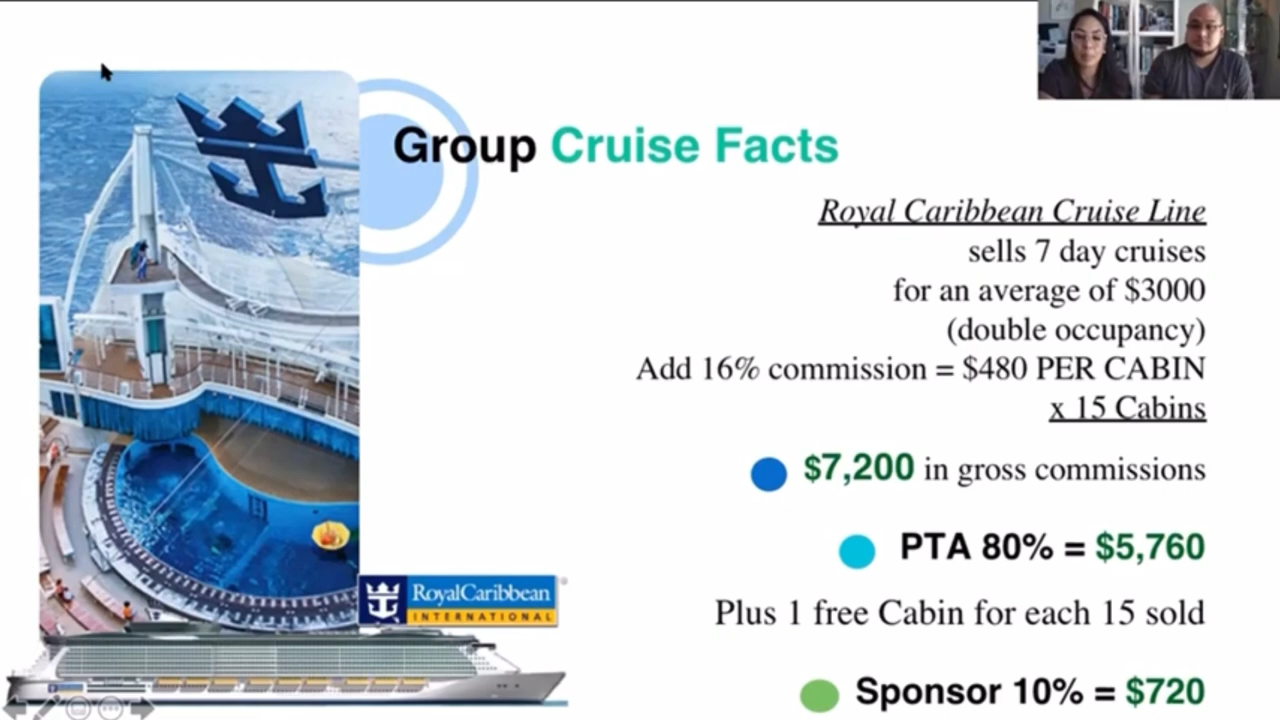 Group Cruise Facts
Royal Caribbean Cruise Line
sells 7 day cruises
for an average of $3000
(double occupancy)
Add 16% commission = $480 PER CABIN
x 15 Cabins
$7,200 in gross commissions
PTA 80% = $5,760
Plus 1 free Cabin for each 15 sold
RoyalCaribbean
INTERNATIONAL
Sponsor 10% = $720